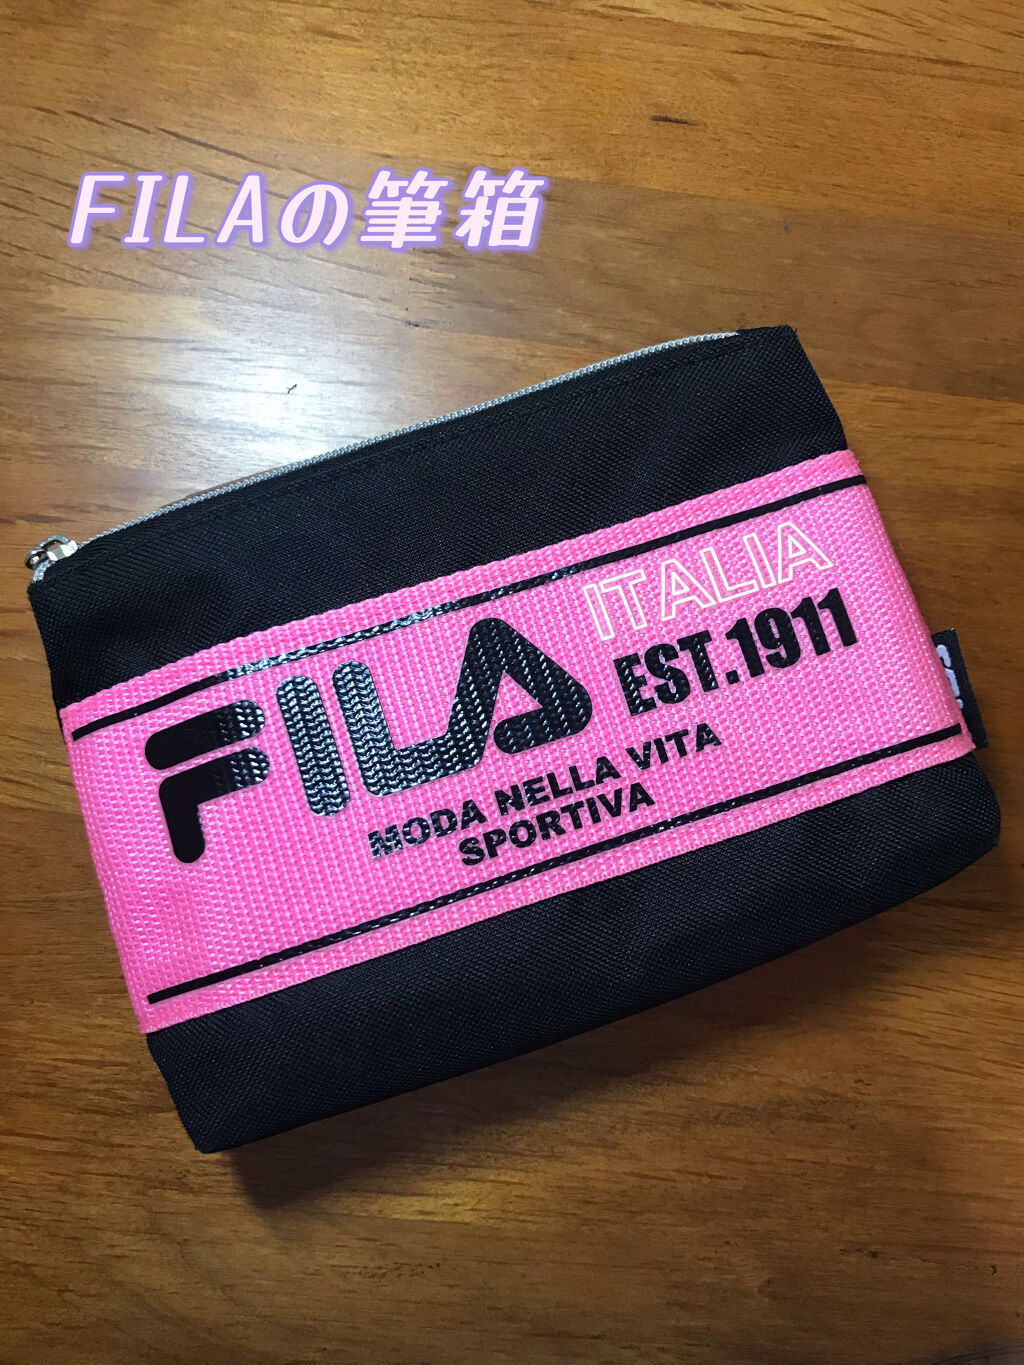 FILAの筆箱
ITALIA
FILA EST.1911
MODA NELLA VITA
SPORTIVA